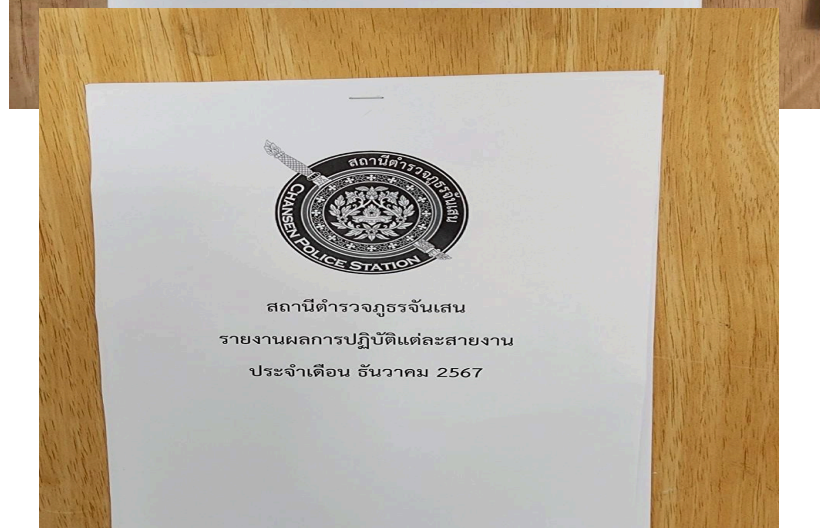 สถานีตำรวจภูธรจันเสน
CHANSEN POLICE STATION
สถานีตำรวจภูธรจันเสน
รายงานผลการปฏิบัติแต่ละสายงาน
ประจำเดือน ธันวาคม 2567